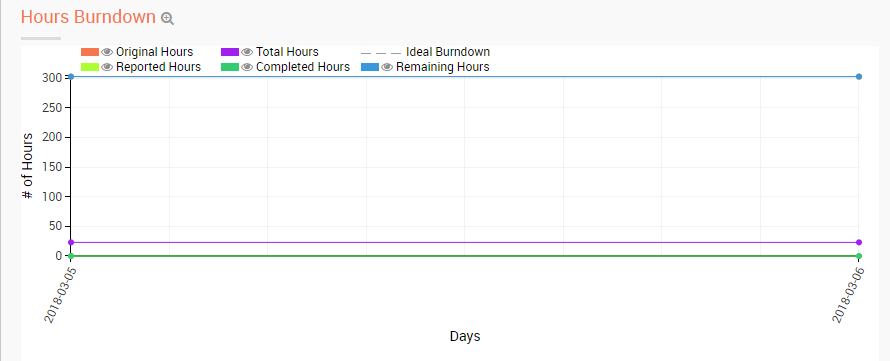 Hours Burndown
Original Hours Total Hours Ideal Burndown
Reported Hours Completed Hours Remaining Hours
300
250
200
150
100
50
0
# of Hours
2018-03-05 2018-03-06
Days